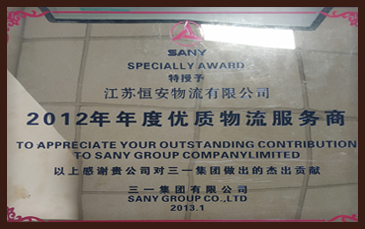 SANY
SPECIALLY AWARD
特授予
江苏恒安物流有限公司
2012年年度优质物流服务商
TO APPRECIATE YOUR OUTSTANDING CONTRIBUTION
TO SANY GROUP COMPANYLIMITED
以上感谢贵公司对三一集团做出的杰出贡献
三一集团有限公司
SANY GROUP CO.,LTD
2013.1